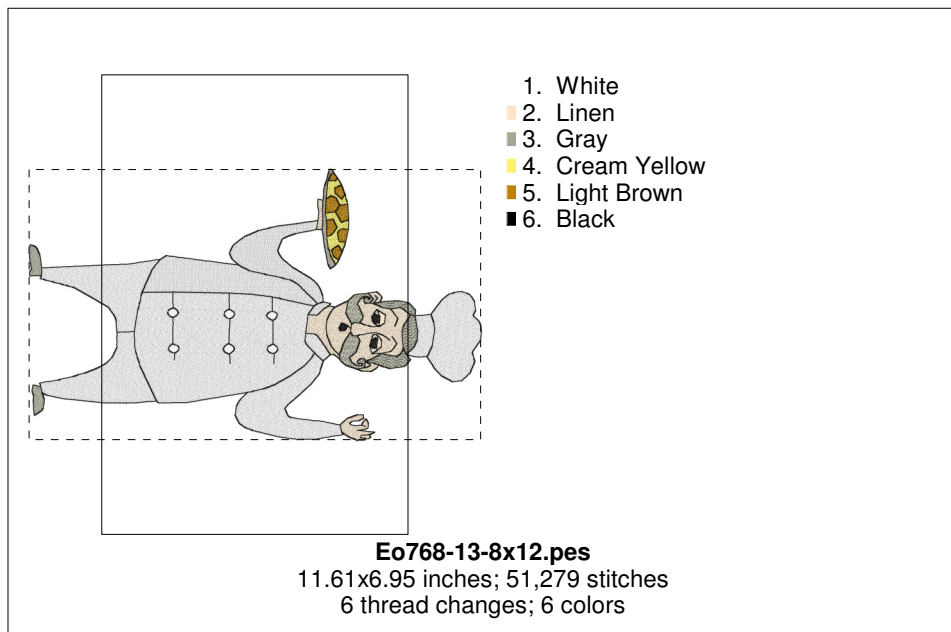 1. White
2. Linen
3. Gray
4. Cream Yellow
5. Light Brown
6. Black
Eo768-13-8x12.pes
11.61x6.95 inches; 51,279 stitches
6 thread changes; 6 colors